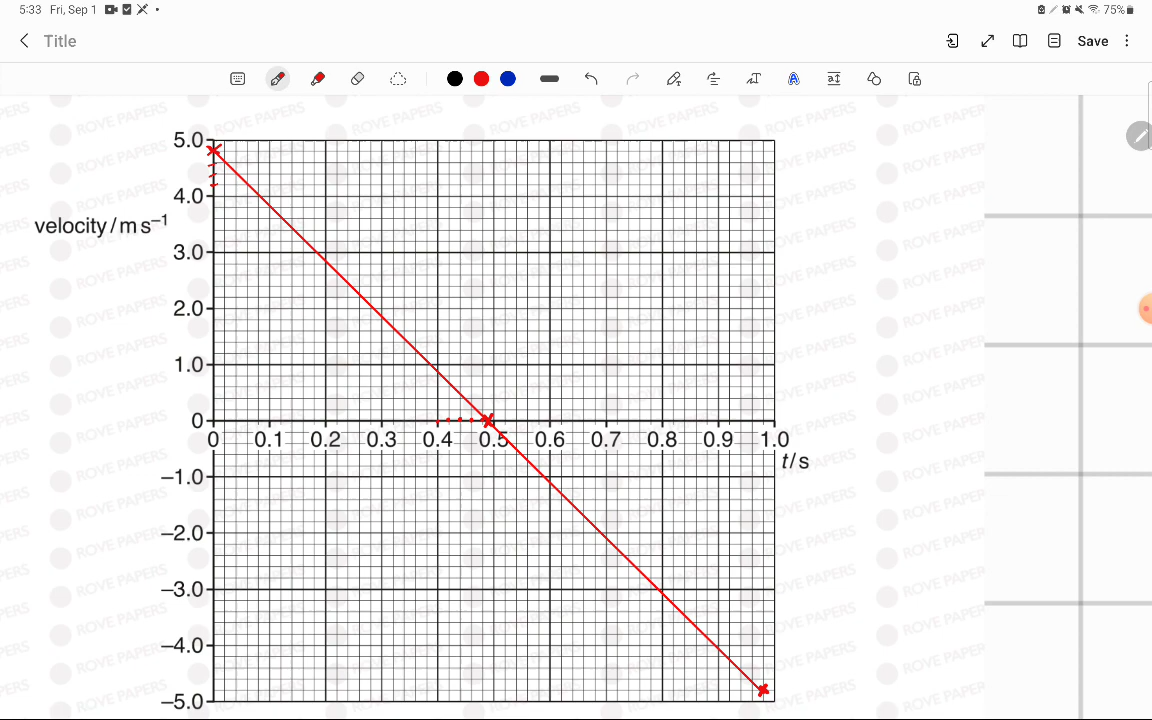 5:33 Fri, Sep 1
75%
Title
Save
5.0
4.0
velocity/m s⁻¹
3.0
2.0
1.0
0
0 0.1 0.2 0.3 0.4 0.5 0.6 0.7 0.8 0.9 1.0
t/s
–1.0
–2.0
–3.0
–4.0
–5.0
ROVE PAPERS